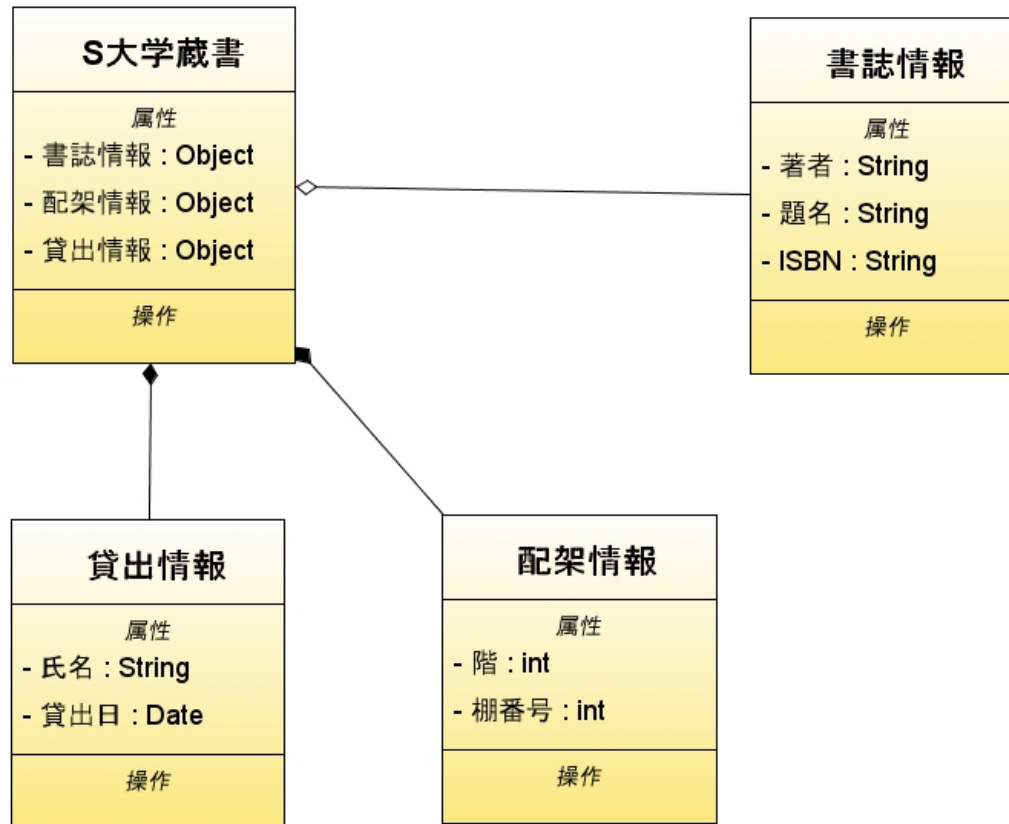 S大学蔵書
属性
- 書誌情報 : Object
- 配架情報 : Object
- 貸出情報 : Object
操作
書誌情報
属性
- 著者 : String
- 題名 : String
- ISBN : String
操作
貸出情報
属性
- 氏名 : String
- 貸出日 : Date
操作
配架情報
属性
- 階 : int
- 棚番号 : int
操作